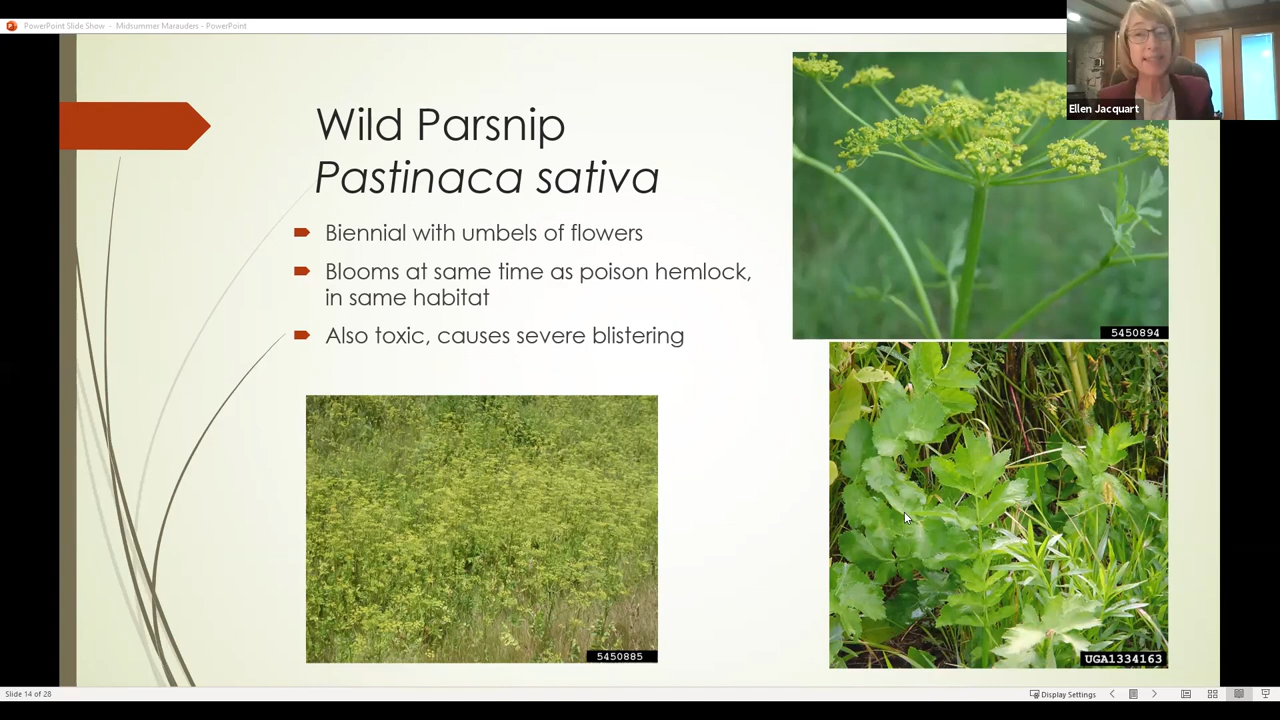 PowerPoint Slide Show - Midsummer Marauders - PowerPoint
Ellen Jacquart
Wild Parsnip
Pastinaca sativa
Biennial with umbels of flowers
Blooms at same time as poison hemlock,
in same habitat
Also toxic, causes severe blistering
5450894
5450885
UGA1334163
Slide 14 of 28
Display Settings